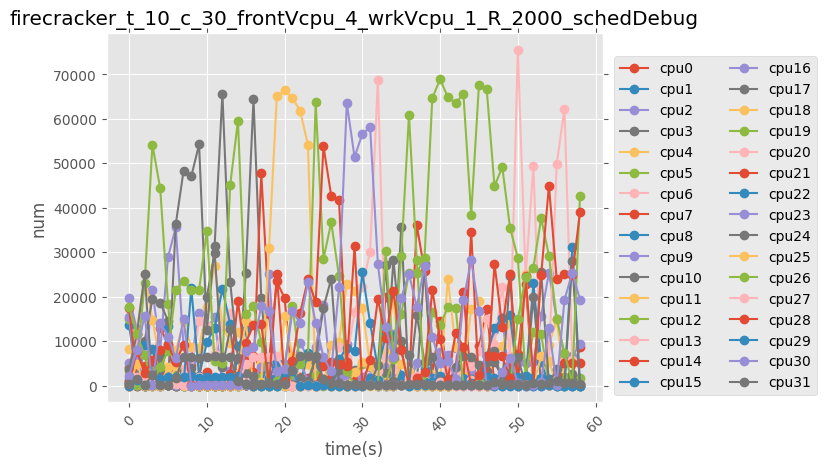 firecracker_t_10_c_30_frontVcpu_4_wrkVcpu_1_R_2000_schedDebug
70000
60000
50000
40000
30000
20000
10000
0
num
0
10
20
30
40
50
60
time(s)
cpu0
cpu1
cpu2
cpu3
cpu4
cpu5
cpu6
cpu7
cpu8
cpu9
cpu10
cpu11
cpu12
cpu13
cpu14
cpu15
cpu16
cpu17
cpu18
cpu19
cpu20
cpu21
cpu22
cpu23
cpu24
cpu25
cpu26
cpu27
cpu28
cpu29
cpu30
cpu31